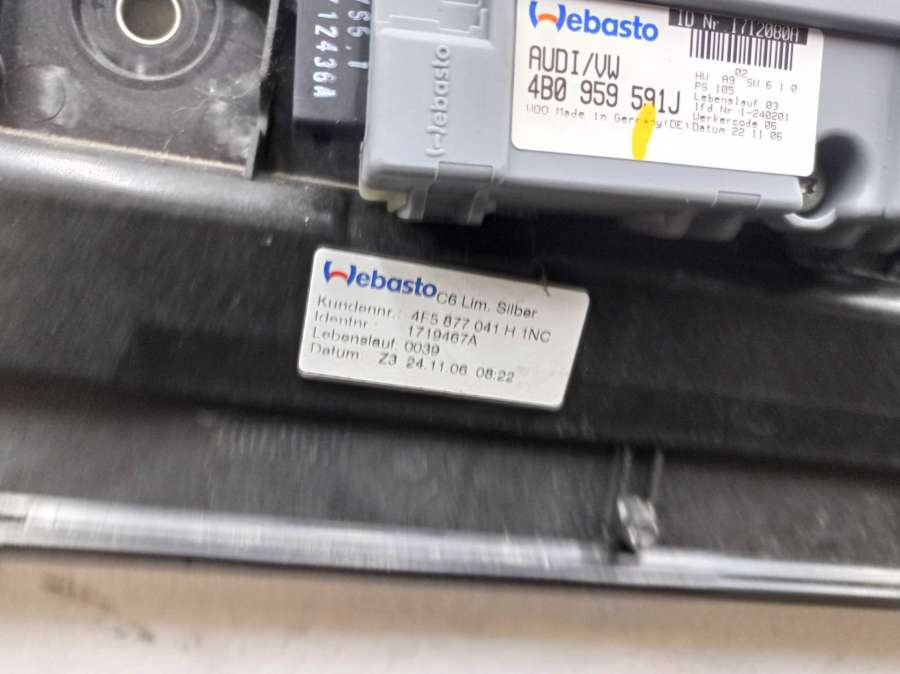 12436A
Webasto
Webasto
ID Nr. 1712080A
AUDI/VW
4B0 959 591J
VDO Made in Germany(DE)
02
HW A9 SW 6 1 0
PS 105
Lebenslauf 03
lfd Nr 1-240201
Werkercode 06
Datum 22 11 06
Webasto C6 Lim. Silber
Kundennr.: 4F5 877 041 H 1NC
Identnr.: 1719467A
Lebenslauf: 0039
Datum Z3 24.11.06 08:22